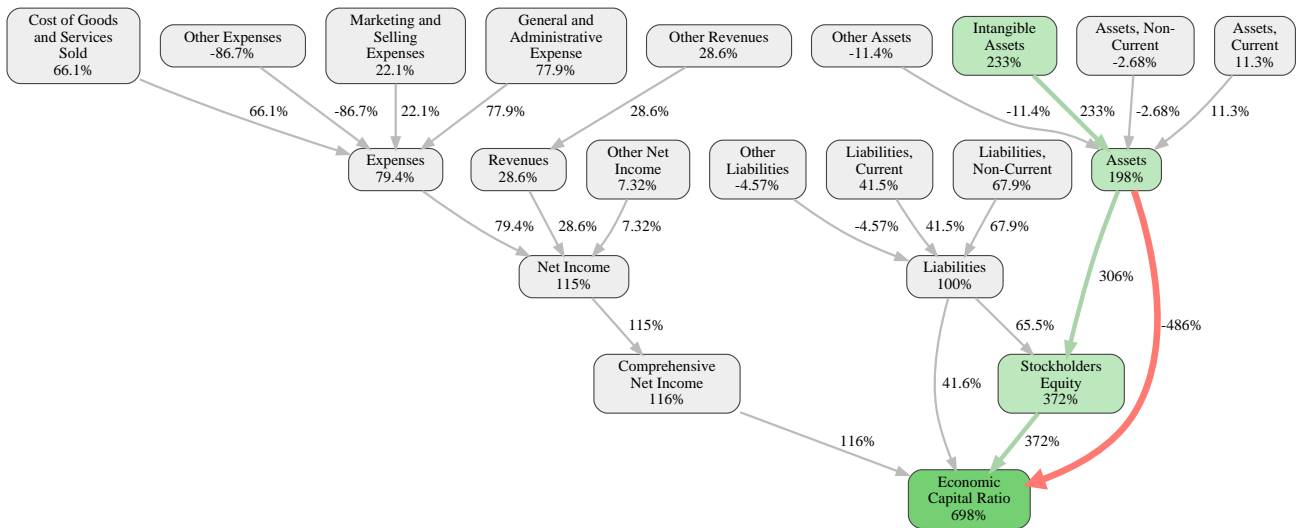 Cost of Goods
and Services
Sold
66.1%
Other Expenses
-86.7%
Marketing and
Selling
Expenses
22.1%
General and
Administrative
Expense
77.9%
Other Revenues
28.6%
Other Assets
-11.4%
Intangible
Assets
233%
Assets, Non-
Current
-2.68%
Assets,
Current
11.3%
66.1%
-86.7%
22.1%
77.9%
28.6%
-11.4%
233%
-2.68%
11.3%
Expenses
79.4%
Revenues
28.6%
Other Net
Income
7.32%
Other
Liabilities
-4.57%
Liabilities,
Current
41.5%
Liabilities,
Non-Current
67.9%
Assets
198%
79.4%
28.6%
7.32%
-4.57%
41.5%
67.9%
Net Income
115%
Liabilities
100%
306%
-486%
115%
65.5%
Comprehensive
Net Income
116%
41.6%
Stockholders
Equity
372%
116%
372%
Economic
Capital Ratio
698%